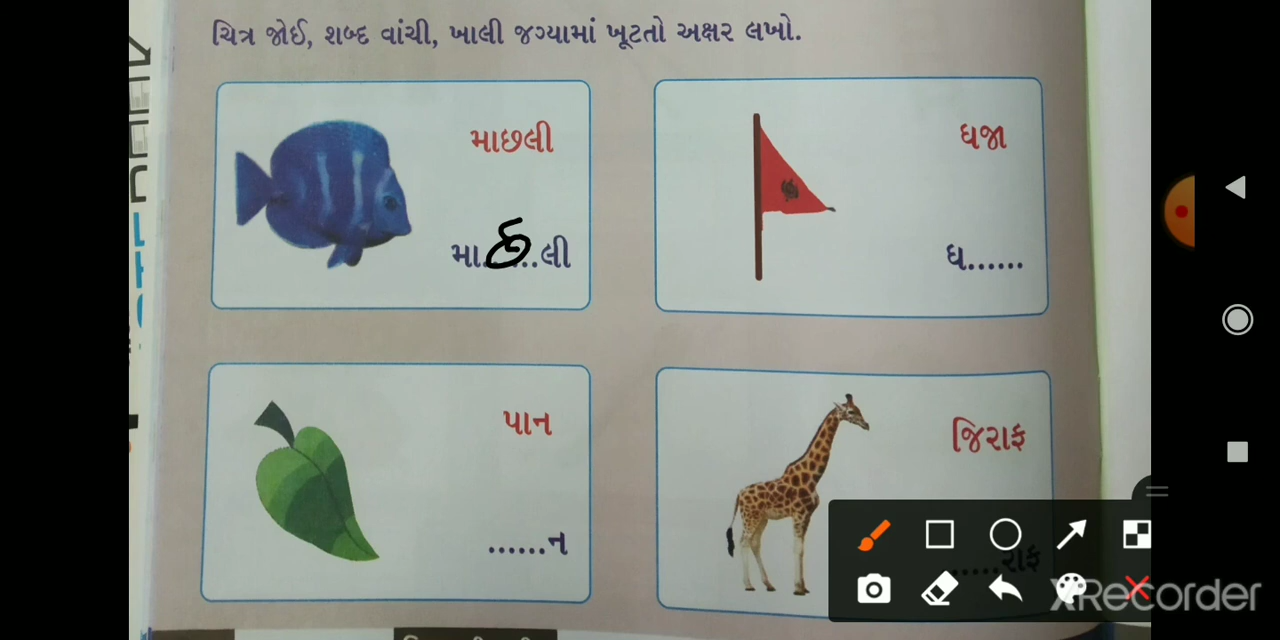 ચિત્ર જોઈ, શબ્દ વાંચી, ખાલી જગ્યામાં ખૂટતો અક્ષર લખો.
માછલી
મા...છ...લી
ધજા
ધ......
પાન
......ન
જિરાફ
.....રાફ
XRecorder